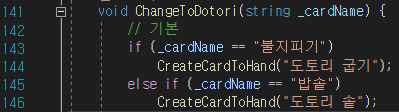 141 void ChangeToDotori(string _cardName) {
142 // 기본
143 if (_cardName == "불지피기")
144 CreateCardToHand("도토리 굽기");
145 else if (_cardName == "밥솥")
146 CreateCardToHand("도토리 솥");